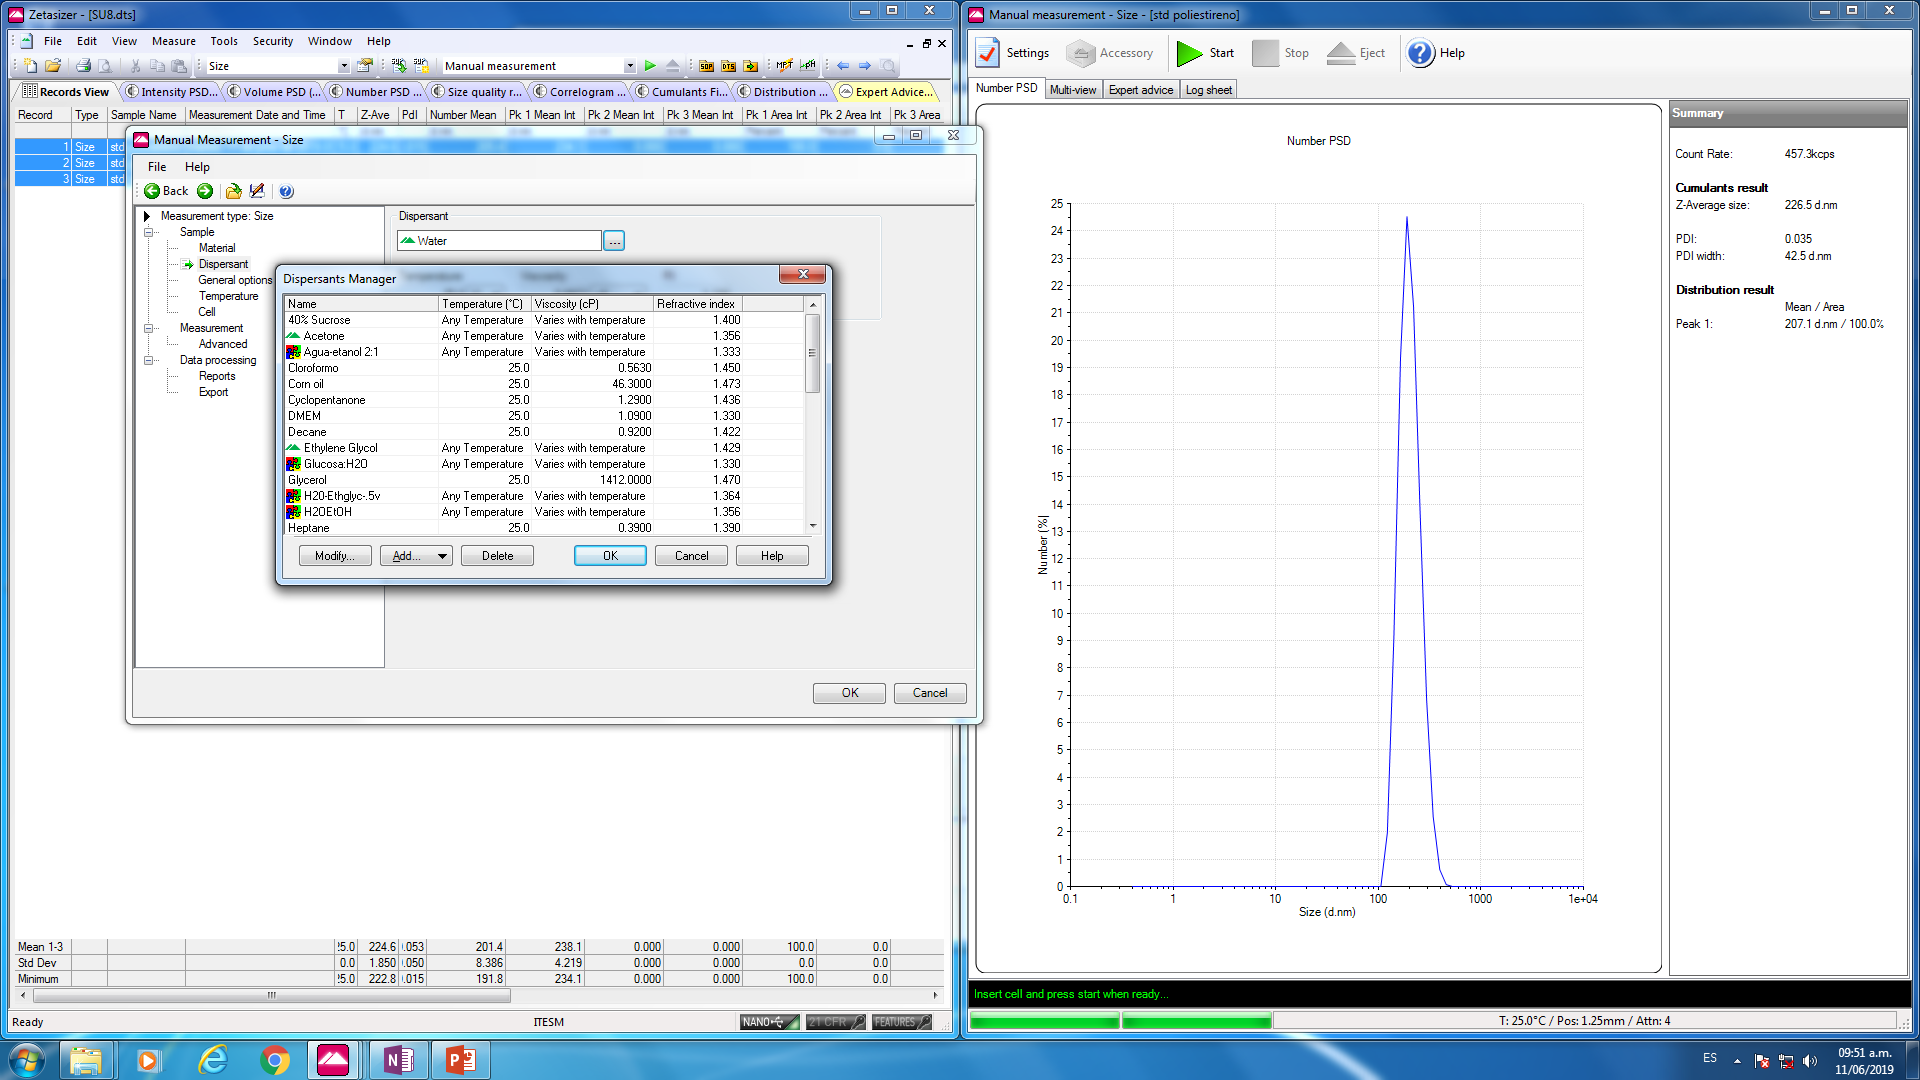 Zetasizer - [SU8.dts]
File Edit View Measure Tools Security Window Help
Size Manual measurement
Records View Intensity PSD... Volume PSD (... Number PSD ... Size quality r... Correlogram ... Cumulants Fi... Distribution ... Expert Advice...
Record Type Sample Name Measurement Date and Time T Z-Ave PdI Number Mean Pk 1 Mean Int Pk 2 Mean Int Pk 3 Mean Int Pk 1 Area Int Pk 2 Area Int Pk 3 Area
1 Size std
2 Size std
3 Size std
Manual Measurement - Size
File Help
Back
Measurement type: Size
Sample
Material
Dispersant
General options
Temperature
Cell
Measurement
Advanced
Data processing
Reports
Export
Dispersant
Water
...
Dispersants Manager
Name Temperature (°C) Viscosity (cP) Refractive index
40% Sucrose Any Temperature Varies with temperature 1.400
Acetone Any Temperature Varies with temperature 1.356
Agua-etanol 2:1 Any Temperature Varies with temperature 1.333
Cloroformo 25.0 0.5630 1.450
Corn oil 25.0 46.3000 1.473
Cyclopentanone 25.0 1.2900 1.436
DMEM 25.0 1.0900 1.330
Decane 25.0 0.9200 1.422
Ethylene Glycol Any Temperature Varies with temperature 1.429
Glucosa:H2O Any Temperature Varies with temperature 1.330
Glycerol 25.0 1412.0000 1.470
H20-Ethglyc-.5v Any Temperature Varies with temperature 1.364
H2OEtOH Any Temperature Varies with temperature 1.356
Heptane 25.0 0.3900 1.390
Modify... Add... Delete OK Cancel Help
OK Cancel
Mean 1-3 25.0 224.6 0.053 201.4 238.1 0.000 0.000 100.0 0.0
Std Dev 0.0 1.850 0.050 8.386 4.219 0.000 0.000 0.0 0.0
Minimum 25.0 222.8 0.015 191.8 234.1 0.000 0.000 100.0 0.0
Ready ITESM NANO 21 CFR FEATURES
Manual measurement - Size - [std poliestireno]
Settings Accessory Start Stop Eject Help
Number PSD Multi-view Expert advice Log sheet
Number PSD
25
24
23
22
21
20
19
18
17
16
15
14
13
12
11
10
9
8
7
6
5
4
3
2
1
0
Number (%)
0.1 1 10 100 1000 1e+04
Size (d.nm)
Summary
Count Rate: 457.3kcps
Cumulants result
Z-Average size: 226.5 d.nm
PDI: 0.035
PDI width: 42.5 d.nm
Distribution result
Mean / Area
Peak 1: 207.1 d.nm / 100.0%
Insert cell and press start when ready...
T: 25.0°C / Pos: 1.25mm / Attn: 4
ES
09:51 a.m.
11/06/2019